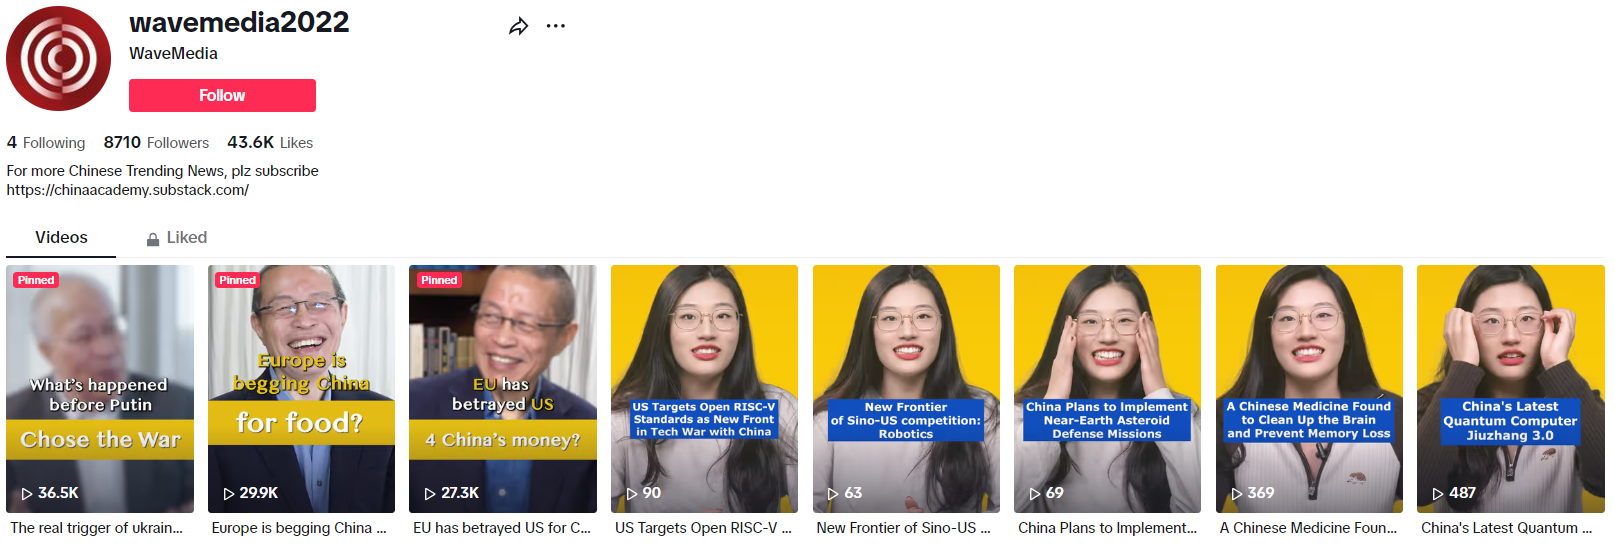 wavemedia2022
WaveMedia
Follow
4 Following 8710 Followers 43.6K Likes
For more Chinese Trending News, plz subscribe
https://chinaacademy.substack.com/
Videos Liked
Pinned
What's happened
before Putin
Chose the War
36.5K
The real trigger of ukrain...
Pinned
Europe is
begging China
for food?
29.9K
Europe is begging China ...
Pinned
EU has
betrayed US
4 China's money?
27.3K
EU has betrayed US for C...
US Targets Open RISC-V
Standards as New Front
in Tech War with China
90
US Targets Open RISC-V ...
New Frontier
of Sino-US competition:
Robotics
63
New Frontier of Sino-US ...
China Plans to Implement
Near-Earth Asteroid
Defense Missions
69
China Plans to Implement...
A Chinese Medicine Found
to Clean Up the Brain
and Prevent Memory Loss
369
A Chinese Medicine Foun...
China's Latest
Quantum Computer
Jiuzhang 3.0
487
China's Latest Quantum ...